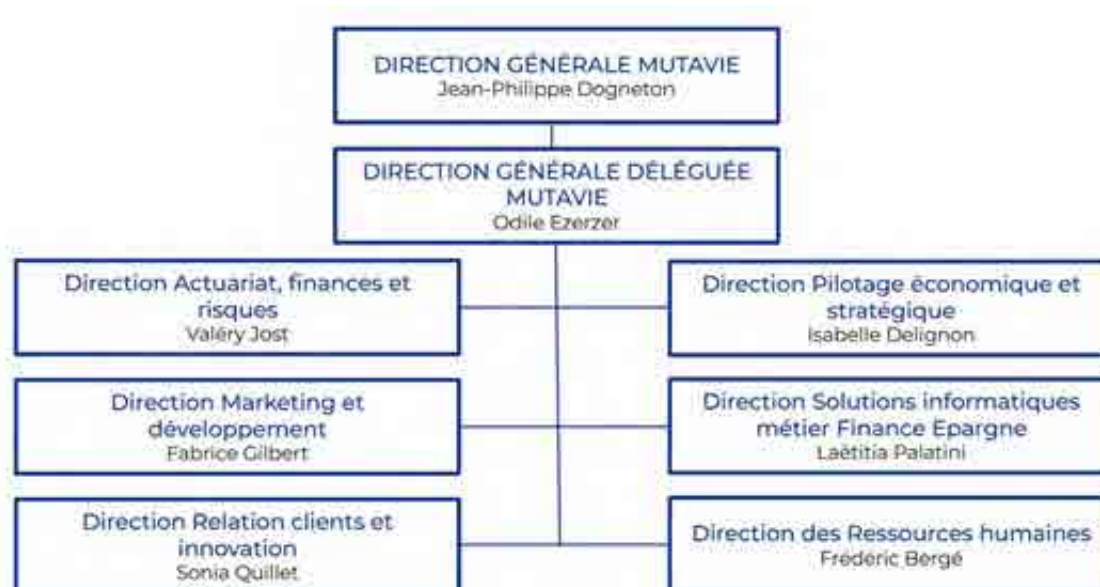 DIRECTION GÉNÉRALE MUTAVIE
Jean-Philippe Dogneton
DIRECTION GÉNÉRALE DÉLÉGUÉE
MUTAVIE
Odile Ezerzer
Direction Actuariat, finances et
risques
Valéry Jost
Direction Pilotage économique et
stratégique
Isabelle Delignon
Direction Marketing et
développement
Fabrice Gilbert
Direction Solutions informatiques
métier Finance Epargne
Laëtitia Palatini
Direction Relation clients et
innovation
Sonia Quillet
Direction des Ressources humaines
Frédéric Bergé